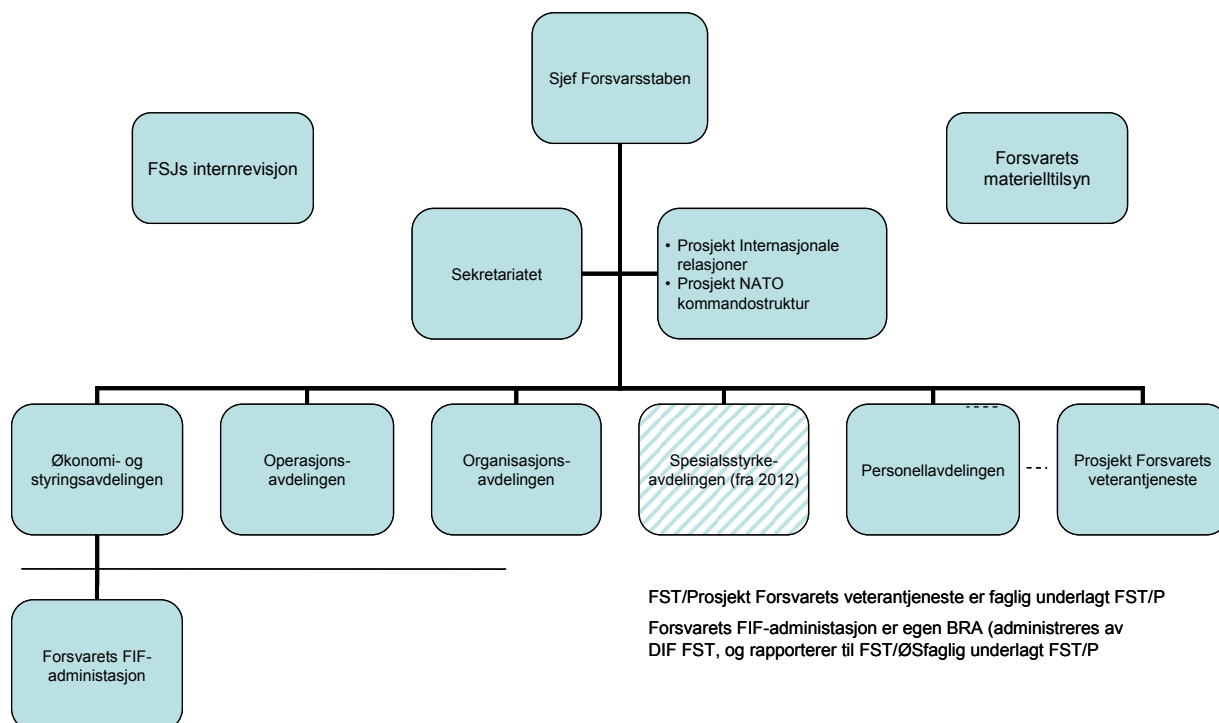 Sjef Forsvarsstaben
FSJs internrevisjon
Forsvarets
materielltilsyn
Sekretariatet
• Prosjekt Internasjonale
relasjoner
• Prosjekt NATO
kommandostruktur
Økonomi- og
styringsavdelingen
Operasjons-
avdelingen
Organisasjons-
avdelingen
Spesialsstyrke-
avdelingen (fra 2012)
Personellavdelingen
Prosjekt Forsvarets
veterantjeneste
Forsvarets FIF-
administasjon
FST/Prosjekt Forsvarets veterantjeneste er faglig underlagt FST/P
Forsvarets FIF-administasjon er egen BRA (administreres av
DIF FST, og rapporterer til FST/ØSfaglig underlagt FST/P